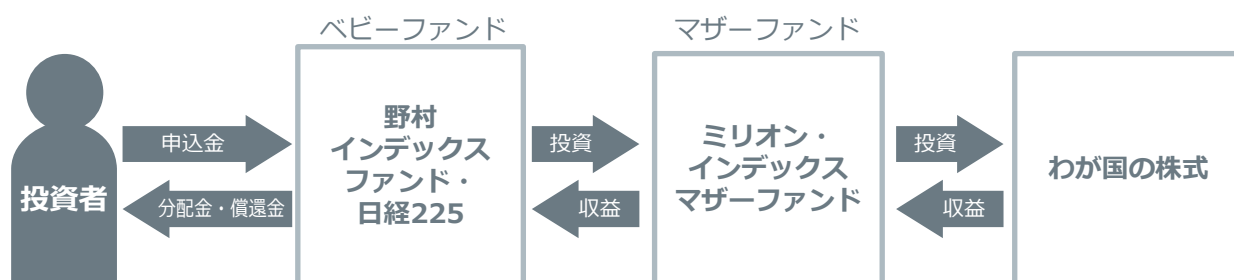 ベビーファンド
マザーファンド
投資者
申込金
分配金・償還金
野村
インデックス
ファンド・
日経225
投資
収益
ミリオン・
インデックス
マザーファンド
投資
収益
わが国の株式